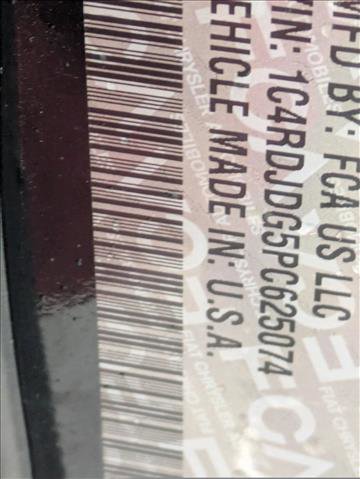 MFD BY: FCA US LLC
VIN: 1C4RDJDG5PC625074
VEHICLE MADE IN: U.S.A.